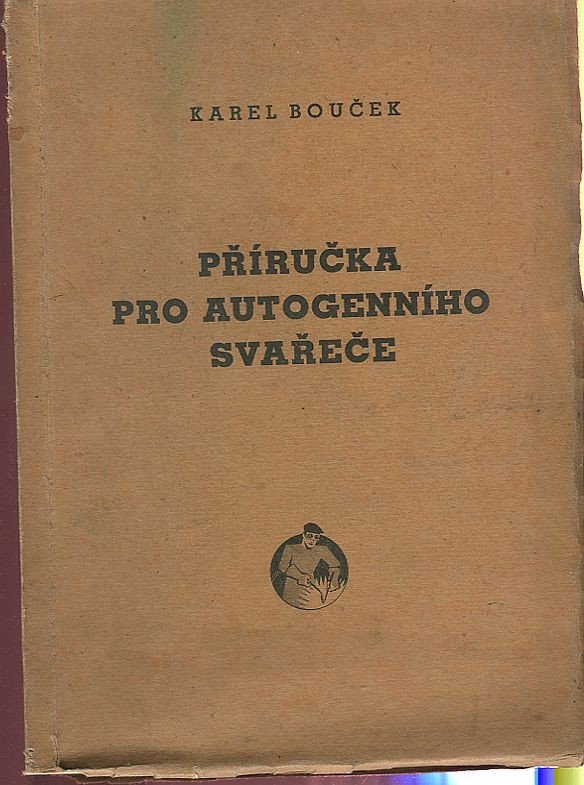 KAREL BOUČEK
PŘÍRUČKA
PRO AUTOGENNÍHO
SVAŘEČE